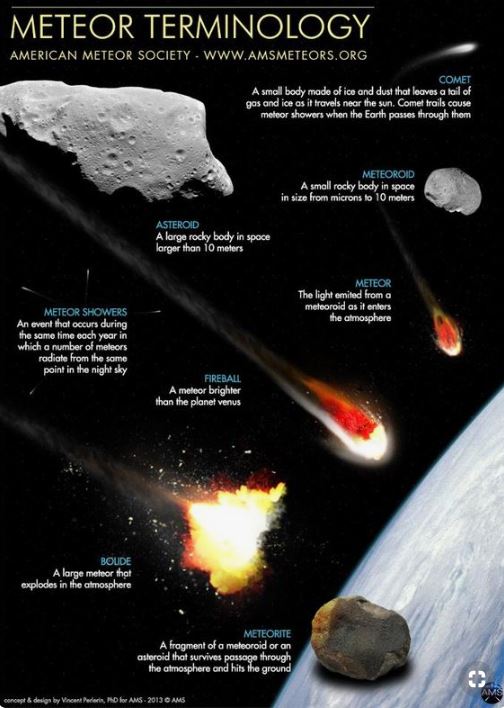 METEOR TERMINOLOGY
AMERICAN METEOR SOCIETY - WWW.AMSMETEORS.ORG
COMET
A small body made of ice and dust that leaves a tail of
gas and ice as it travels near the sun. Comet trails cause
meteor showers when the Earth passes through them
METEOROID
A small rocky body in space
in size from microns to 10 meters
ASTEROID
A large rocky body in space
larger than 10 meters
METEOR
The light emited from a
meteoroid as it enters
the atmosphere
METEOR SHOWERS
An event that occurs during
the same time each year in
which a number of meteors
radiate from the same
point in the night sky
FIREBALL
A meteor brighter
than the planet venus
BOLIDE
A large meteor that
explodes in the atmosphere
METEORITE
A fragment of a meteoroid or an
asteroid that survives passage through
the atmosphere and hits the ground
concept & design by Vincent Perlerin, PhD for AMS - 2013 © AMS
AMS